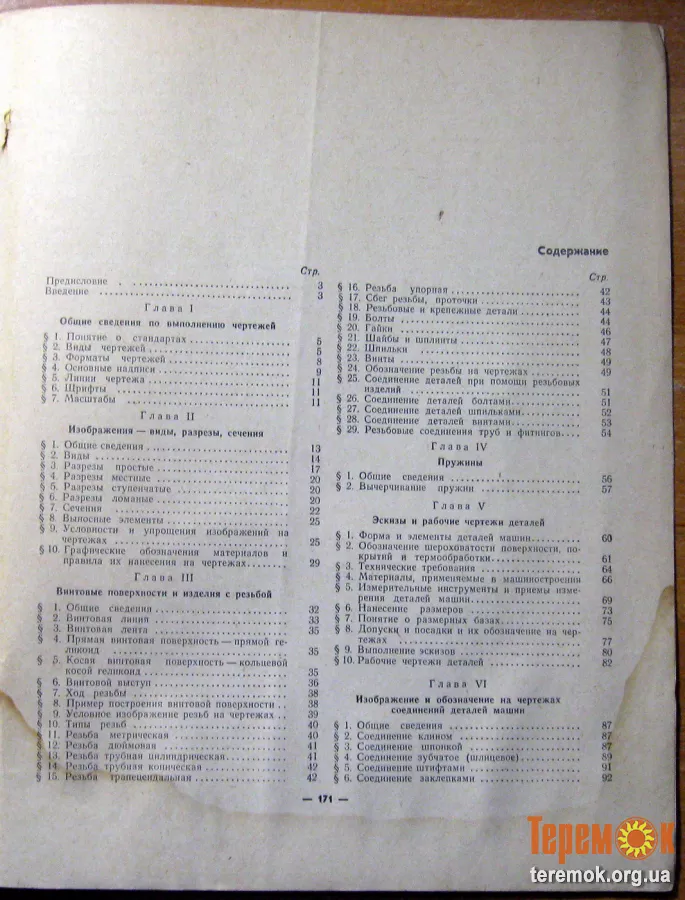 Содержание
Стр.
Предисловие . . . . . . . . . . 3
Введение . . . . . . . . . . 3
Глава I
Общие сведения по выполнению чертежей
§ 1. Понятие о стандартах . . . . . . . . . . 5
§ 2. Виды чертежей . . . . . . . . . . 5
§ 3. Форматы чертежей . . . . . . . . . . 8
§ 4. Основные надписи . . . . . . . . . . 9
§ 5. Линии чертежа . . . . . . . . . . 11
§ 6. Шрифты . . . . . . . . . . 11
§ 7. Масштабы . . . . . . . . . . 11
Глава II
Изображения — виды, разрезы, сечения
§ 1. Общие сведения . . . . . . . . . . 13
§ 2. Виды . . . . . . . . . . 14
§ 3. Разрезы простые . . . . . . . . . . 17
§ 4. Разрезы местные . . . . . . . . . . 20
§ 5. Разрезы ступенчатые . . . . . . . . . . 20
§ 6. Разрезы ломаные . . . . . . . . . . 20
§ 7. Сечения . . . . . . . . . . 22
§ 8. Выносные элементы . . . . . . . . . . 25
§ 9. Условности и упрощения изображений на
чертежах . . . . . . . . . . 25
§ 10. Графические обозначения материалов и
правила их нанесения на чертежах . . . . 29
Глава III
Винтовые поверхности и изделия с резьбой
§ 1. Общие сведения . . . . . . . . . . 32
§ 2. Винтовая линия . . . . . . . . . . 33
§ 3. Винтовая лента . . . . . . . . . . 35
§ 4. Прямая винтовая поверхность — прямой ге-
ликоид . . . . . . . . . . 35
§ 5. Косая винтовая поверхность — кольцевой
косой геликоид . . . . . . . . . . 35
§ 6. Винтовой выступ . . . . . . . . . . 36
§ 7. Ход резьбы . . . . . . . . . . 38
§ 8. Пример построения винтовой поверхности . . 38
§ 9. Условное изображение резьб на чертежах . . 39
§ 10. Типы резьб . . . . . . . . . . 40
§ 11. Резьба метрическая . . . . . . . . . . 40
§ 12. Резьба дюймовая . . . . . . . . . . 41
§ 13. Резьба трубная цилиндрическая . . . . . 41
§ 14. Резьба трубная коническая . . . . . . . 42
§ 15. Резьба трапецеидальная . . . . . . . . 42
Стр.
§ 16. Резьба упорная . . . . . . . . . . 42
§ 17. Сбег резьбы, проточки . . . . . . . . . . 43
§ 18. Резьбовые и крепежные детали . . . . . 44
§ 19. Болты . . . . . . . . . . 44
§ 20. Гайки . . . . . . . . . . 46
§ 21. Шайбы и шплинты . . . . . . . . . . 47
§ 22. Шпильки . . . . . . . . . . 48
§ 23. Винты . . . . . . . . . . 49
§ 24. Обозначение резьбы на чертежах . . . . 49
§ 25. Соединение деталей при помощи резьбовых
изделий . . . . . . . . . . 51
§ 26. Соединение деталей болтами . . . . . . . 51
§ 27. Соединение деталей шпильками . . . . . 52
§ 28. Соединение деталей винтами . . . . . . . 53
§ 29. Резьбовые соединения труб и фитингов . . . 54
Глава IV
Пружины
§ 1. Общие сведения . . . . . . . . . . 56
§ 2. Вычерчивание пружин . . . . . . . . . . 57
Глава V
Эскизы и рабочие чертежи деталей
§ 1. Форма и элементы деталей машин . . . . 60
§ 2. Обозначение шероховатости поверхности, по-
крытий и термообработки . . . . . . . . 61
§ 3. Технические требования . . . . . . . . 64
§ 4. Материалы, применяемые в машиностроении 66
§ 5. Измерительные инструменты и приемы изме-
рения деталей машин . . . . . . . . . . 69
§ 6. Нанесение размеров . . . . . . . . . . 73
§ 7. Понятие о размерных базах . . . . . . . 75
§ 8. Допуски и посадки и их обозначение на чер-
тежах . . . . . . . . . . 77
§ 9. Выполнение эскизов . . . . . . . . . . 80
§ 10. Рабочие чертежи деталей . . . . . . . . 82
Глава VI
Изображение и обозначение на чертежах
соединений деталей машин
§ 1. Общие сведения . . . . . . . . . . 87
§ 2. Соединение клином . . . . . . . . . . 87
§ 3. Соединение шпонкой . . . . . . . . . . 87
§ 4. Соединение зубчатое (шлицевое) . . . . . 89
§ 5. Соединение штифтами . . . . . . . . . . 91
§ 6. Соединение заклепками . . . . . . . . . . 92
— 171 —
Теремок
teremok.org.ua